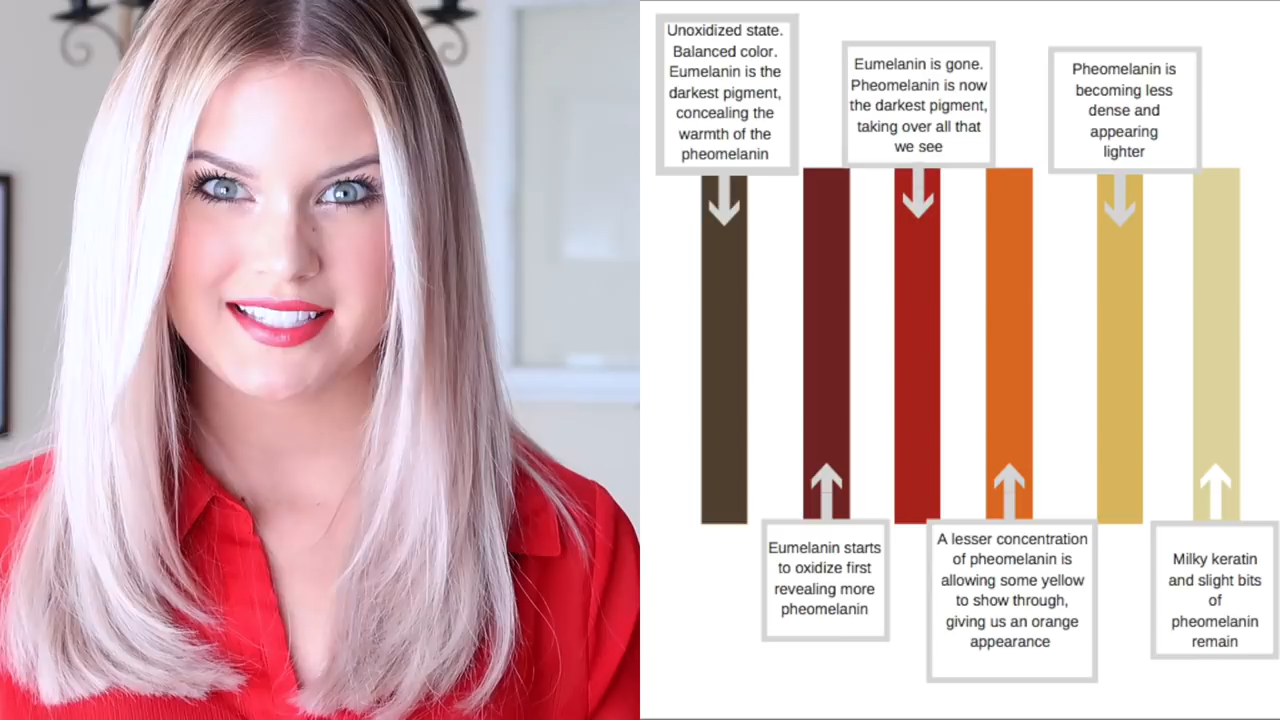 Unoxidized state.
Balanced color.
Eumelanin is the
darkest pigment,
concealing the
warmth of the
pheomelanin
Eumelanin is gone.
Pheomelanin is now
the darkest pigment,
taking over all that
we see
Pheomelanin is
becoming less
dense and
appearing
lighter
Eumelanin starts
to oxidize first
revealing more
pheomelanin
A lesser concentration
of pheomelanin is
allowing some yellow
to show through,
giving us an orange
appearance
Milky keratin
and slight bits
of
pheomelanin
remain